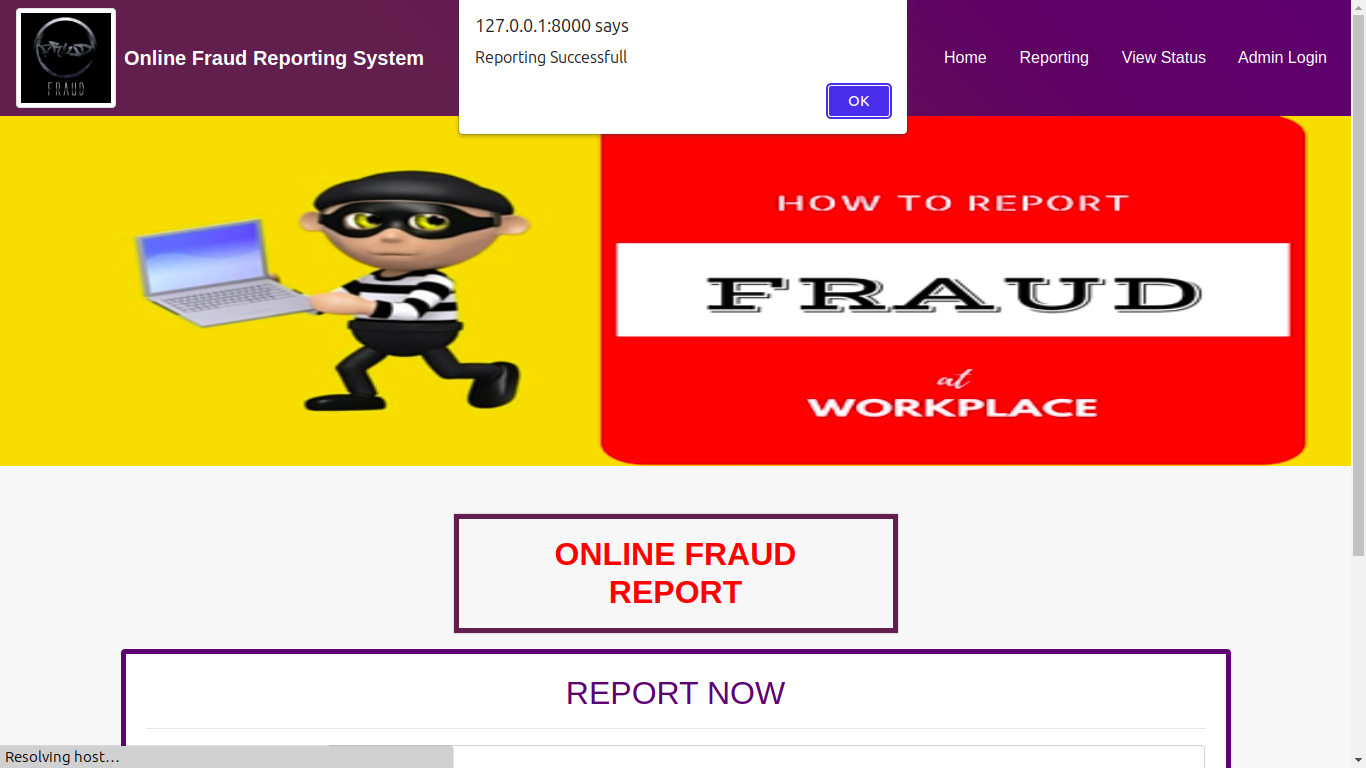 127.0.0.1:8000 says
Reporting Successfull
OK
FRAUD
Online Fraud Reporting System
Home
Reporting
View Status
Admin Login
HOW TO REPORT
FRAUD
at
WORKPLACE
ONLINE FRAUD
REPORT
REPORT NOW
Resolving host…